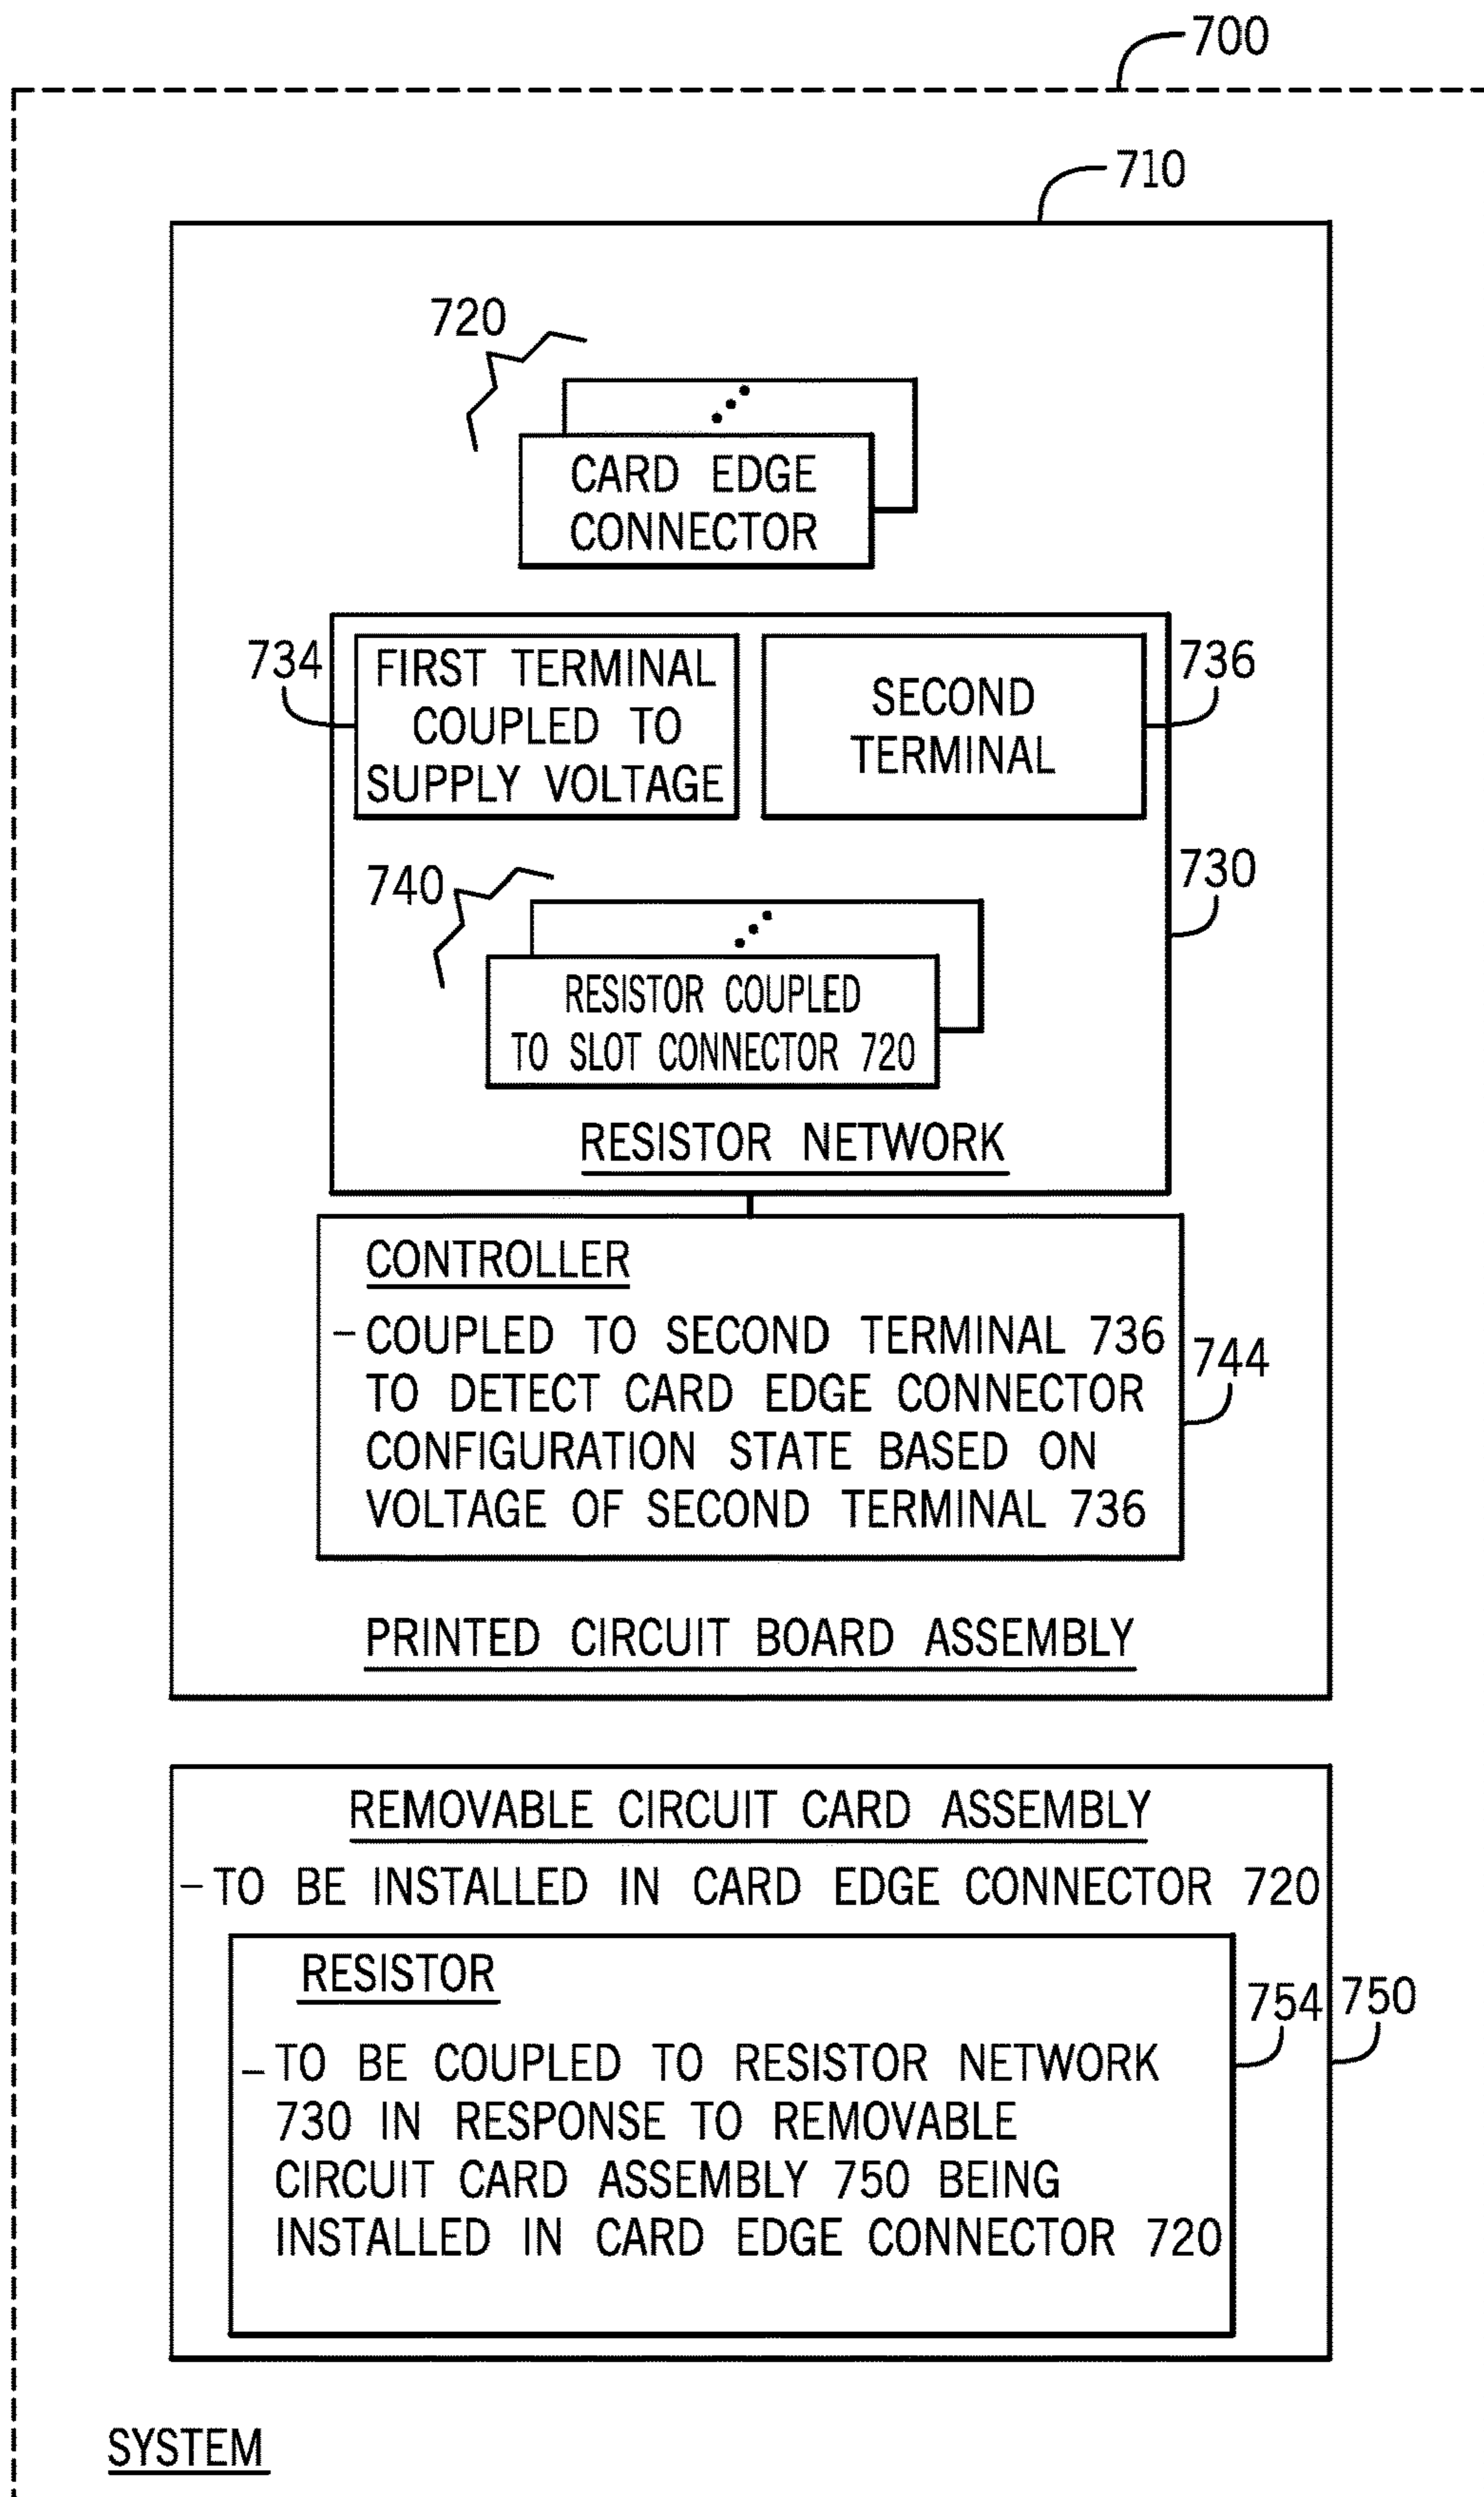 700
710
720
CARD EDGE
CONNECTOR
734
FIRST TERMINAL
COUPLED TO
SUPPLY VOLTAGE
SECOND
TERMINAL
736
740
730
RESISTOR COUPLED
TO SLOT CONNECTOR 720
RESISTOR NETWORK
CONTROLLER
– COUPLED TO SECOND TERMINAL 736
TO DETECT CARD EDGE CONNECTOR
CONFIGURATION STATE BASED ON
VOLTAGE OF SECOND TERMINAL 736
744
PRINTED CIRCUIT BOARD ASSEMBLY
REMOVABLE CIRCUIT CARD ASSEMBLY
– TO BE INSTALLED IN CARD EDGE CONNECTOR 720
RESISTOR
754
750
– TO BE COUPLED TO RESISTOR NETWORK
730 IN RESPONSE TO REMOVABLE
CIRCUIT CARD ASSEMBLY 750 BEING
INSTALLED IN CARD EDGE CONNECTOR 720
SYSTEM